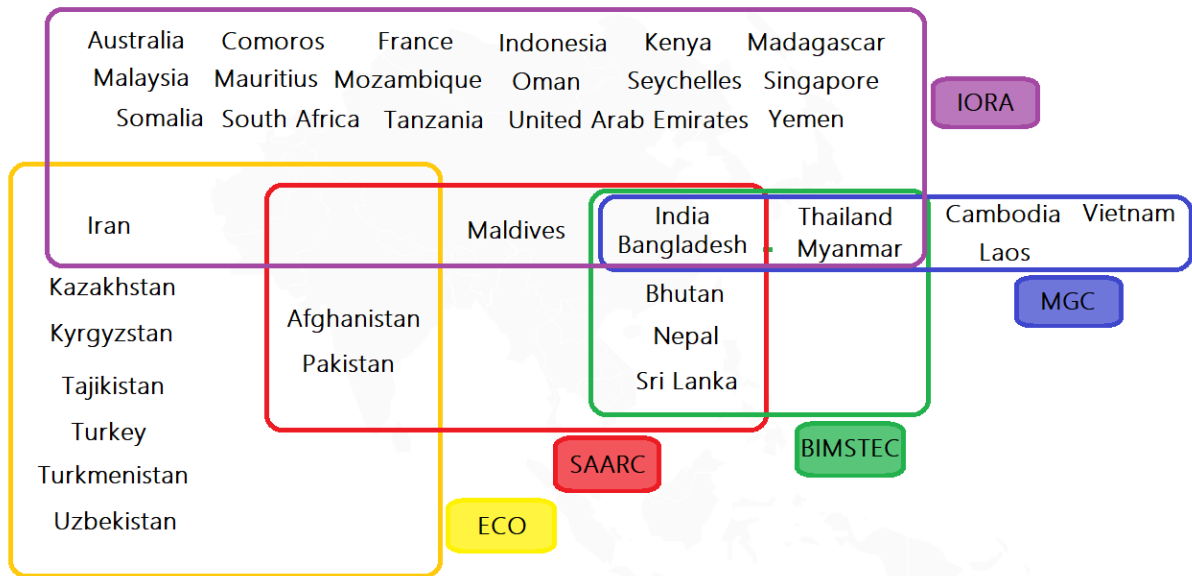 Australia Comoros France Indonesia Kenya Madagascar
Malaysia Mauritius Mozambique Oman Seychelles Singapore
IORA
Somalia South Africa Tanzania United Arab Emirates Yemen
Iran Maldives India Thailand Cambodia Vietnam
Bangladesh Myanmar Laos
Kazakhstan Bhutan MGC
Afghanistan
Kyrgyzstan Nepal
Pakistan
Tajikistan Sri Lanka
Turkey BIMSTEC
SAARC
Turkmenistan
Uzbekistan ECO